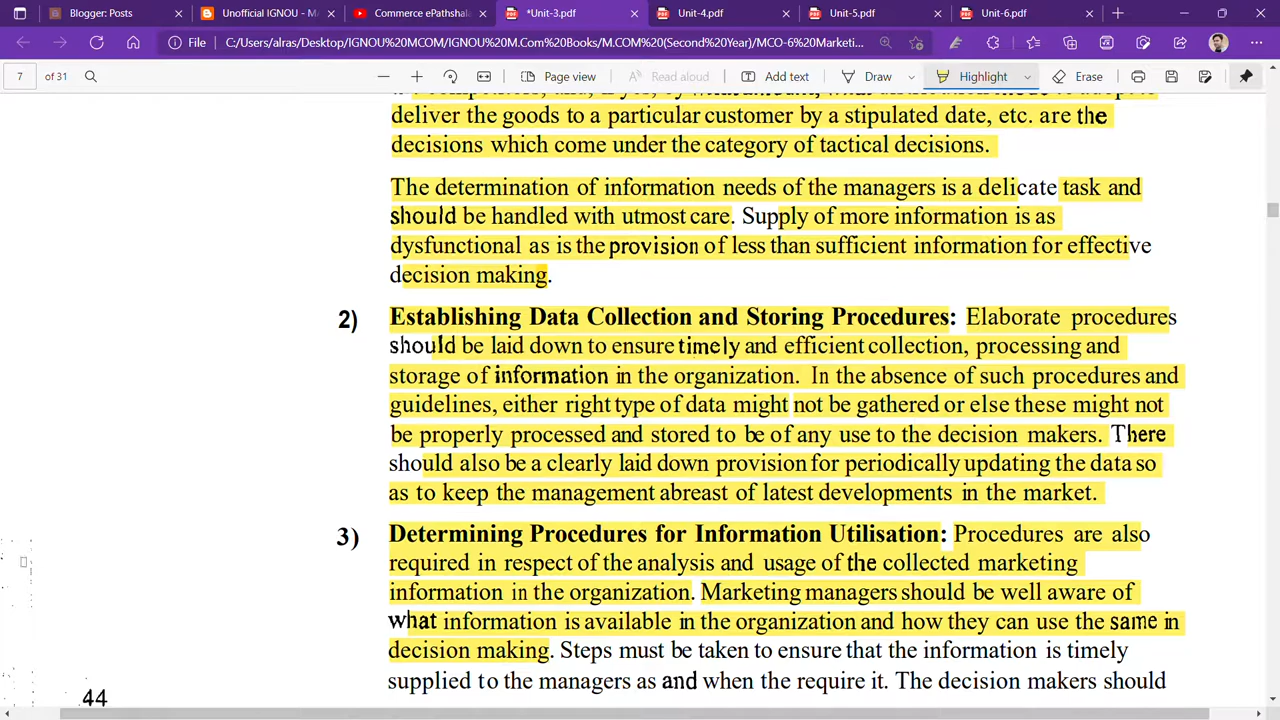 Blogger: Posts
Unofficial IGNOU - M
Commerce ePathshal
*Unit-3.pdf
Unit-4.pdf
Unit-5.pdf
Unit-6.pdf
File
C:/Users/alras/Desktop/IGNOU%20MCOM/IGNOU%20M.Com%20Books/M.COM%20(Second%20Year)/MCO-6%20Marketi...
7 of 31
Page view
Read aloud
Add text
Draw
Highlight
Erase
deliver the goods to a particular customer by a stipulated date, etc. are the
decisions which come under the category of tactical decisions.
The determination of information needs of the managers is a delicate task and
should be handled with utmost care. Supply of more information is as
dysfunctional as is the provision of less than sufficient information for effective
decision making.
2) Establishing Data Collection and Storing Procedures: Elaborate procedures
should be laid down to ensure timely and efficient collection, processing and
storage of information in the organization. In the absence of such procedures and
guidelines, either right type of data might not be gathered or else these might not
be properly processed and stored to be of any use to the decision makers. There
should also be a clearly laid down provision for periodically updating the data so
as to keep the management abreast of latest developments in the market.
3) Determining Procedures for Information Utilisation: Procedures are also
required in respect of the analysis and usage of the collected marketing
information in the organization. Marketing managers should be well aware of
what information is available in the organization and how they can use the same in
decision making. Steps must be taken to ensure that the information is timely
supplied to the managers as and when the require it. The decision makers should
44